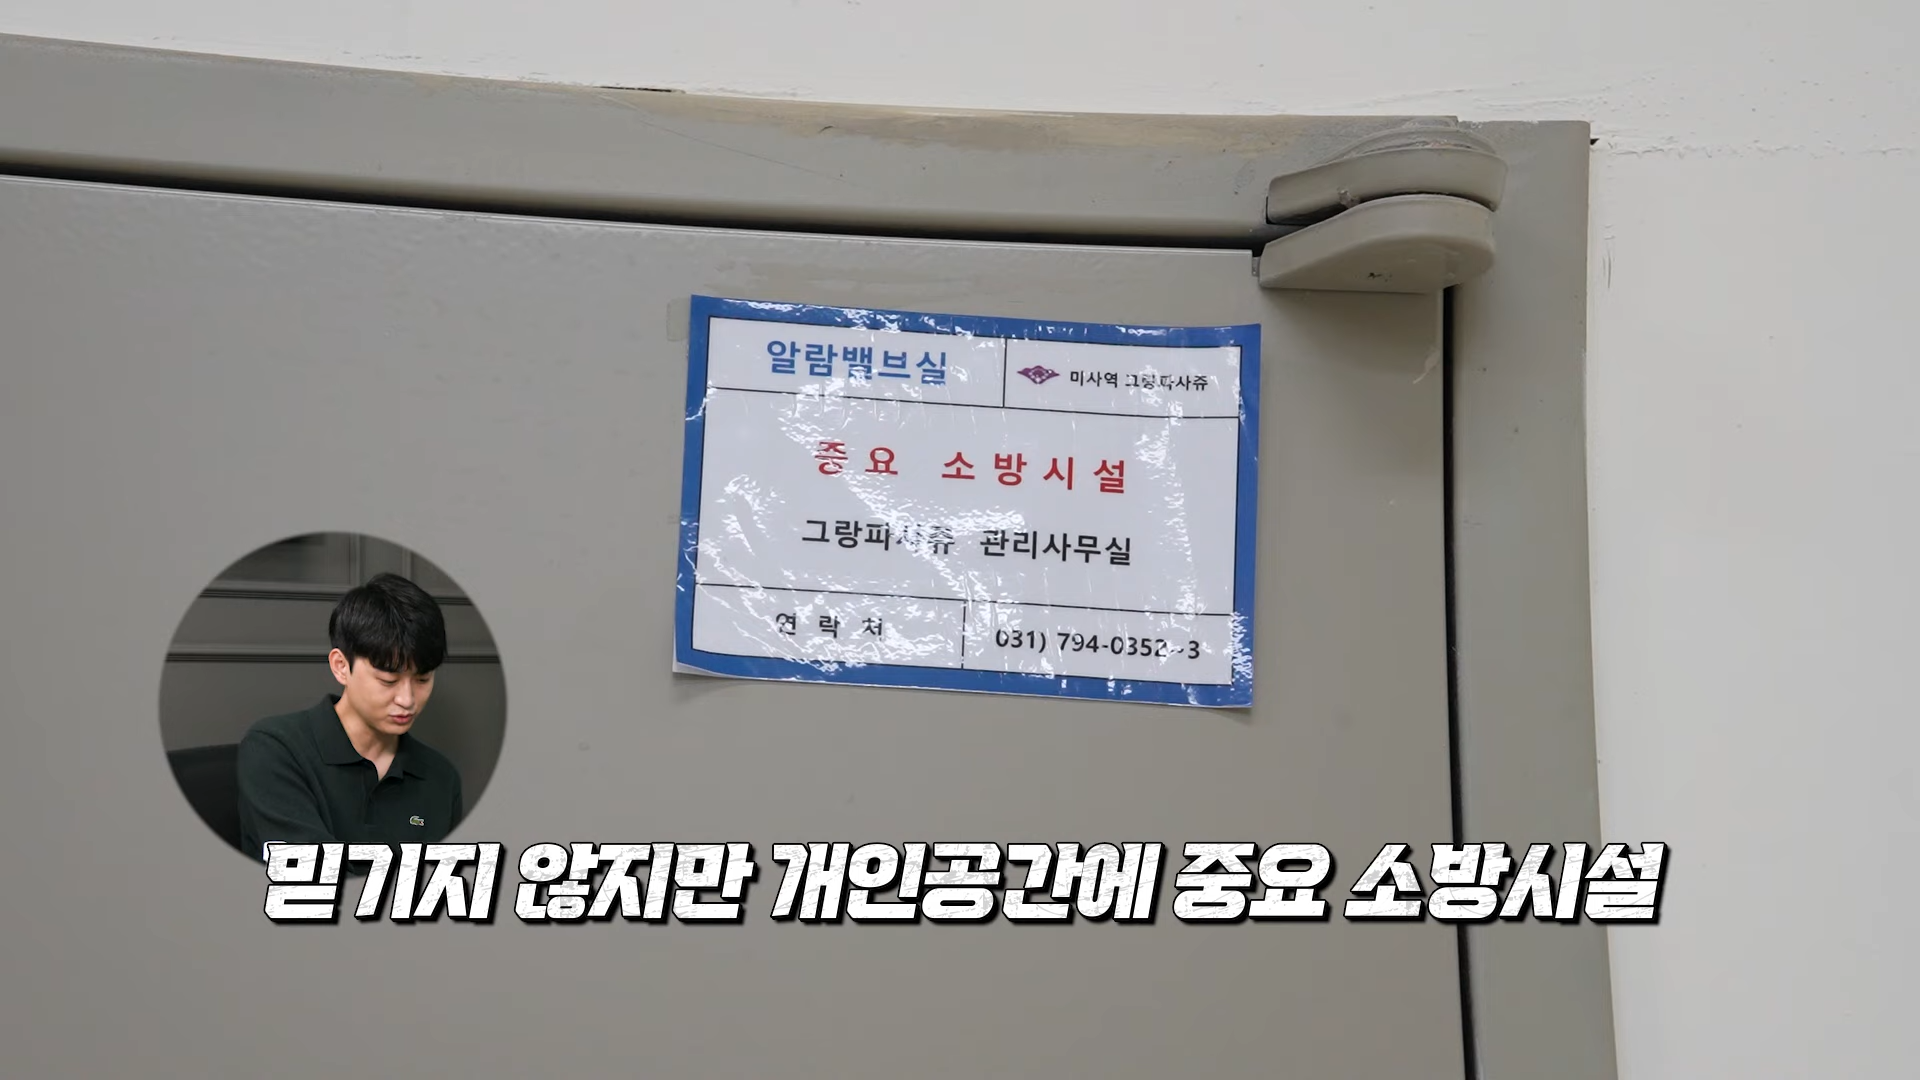 알람밸브실
미사역 그랑파사쥬
중요 소방시설
그랑파사쥬 관리사무실
연락처
031) 794-0352~3
믿기지 않지만 개인공간에 중요 소방시설